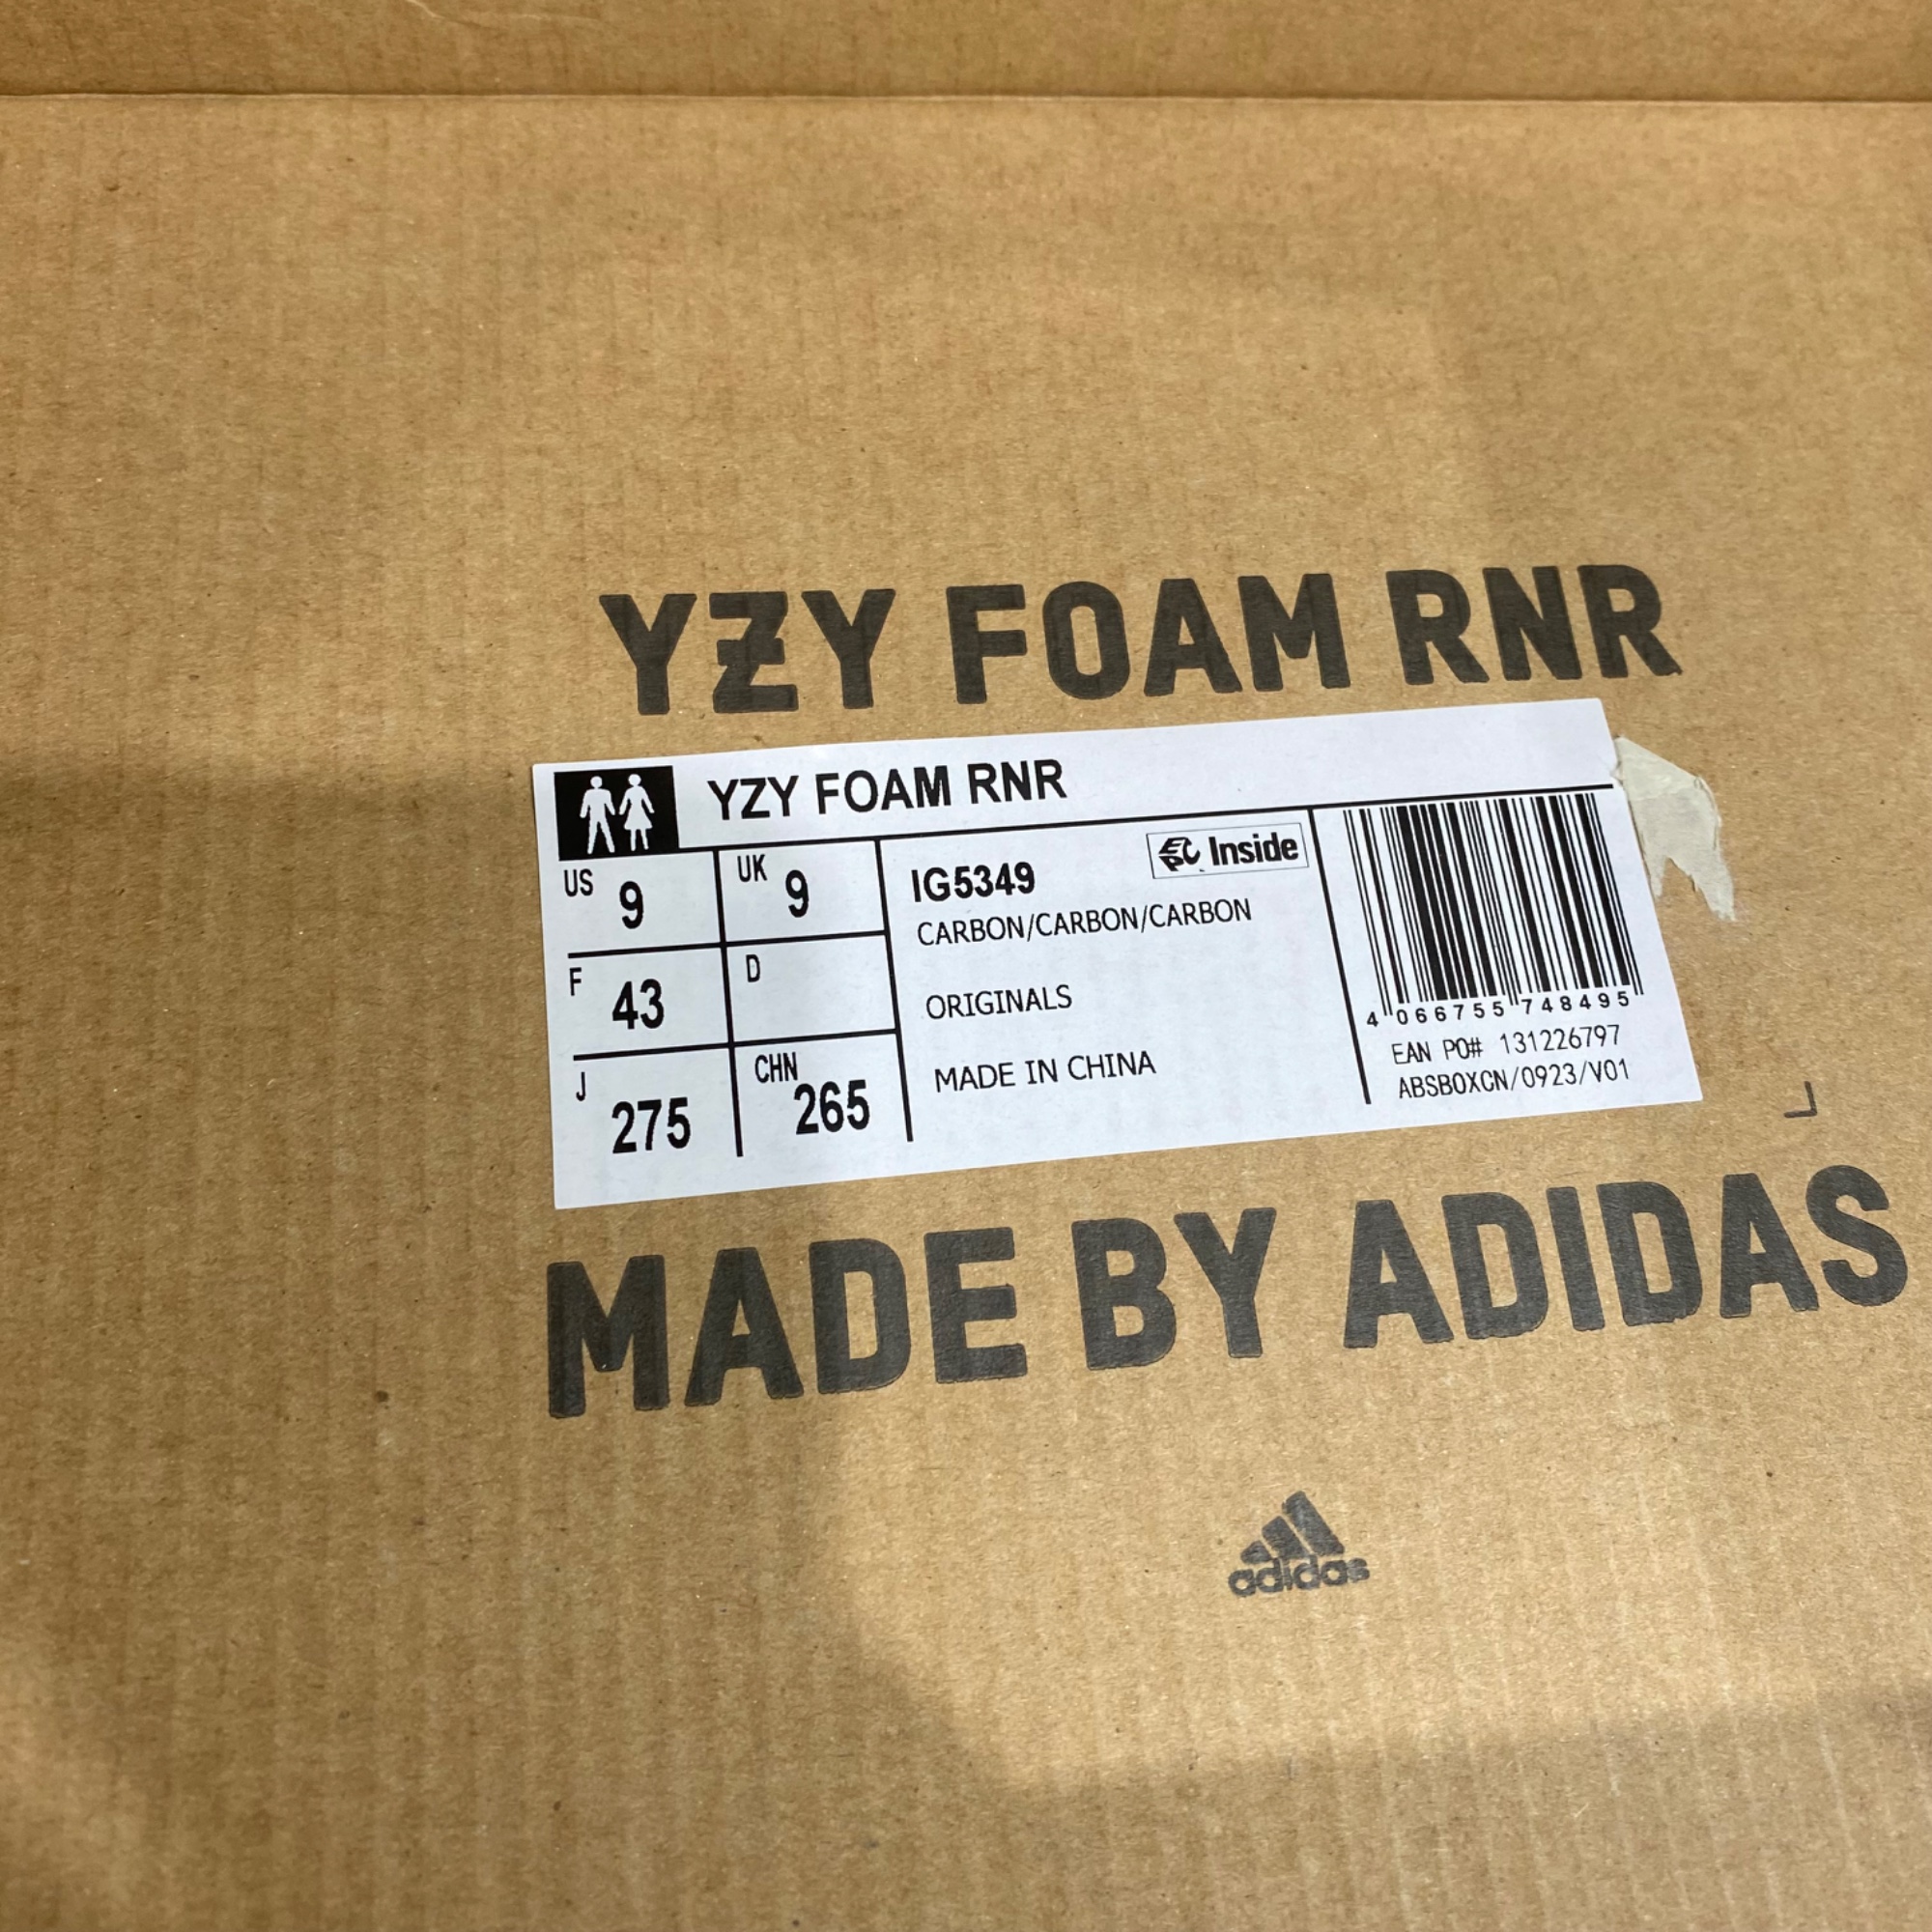 YZY FOAM RNR
YZY FOAM RNR
US 9 UK 9
F 43 D
J 275 CHN 265
IG5349 EPC Inside
CARBON/CARBON/CARBON
ORIGINALS
MADE IN CHINA
4 066755 748495
EAN PO# 131226797
ABSBOXCN/0923/V01
MADE BY ADIDAS
adidas